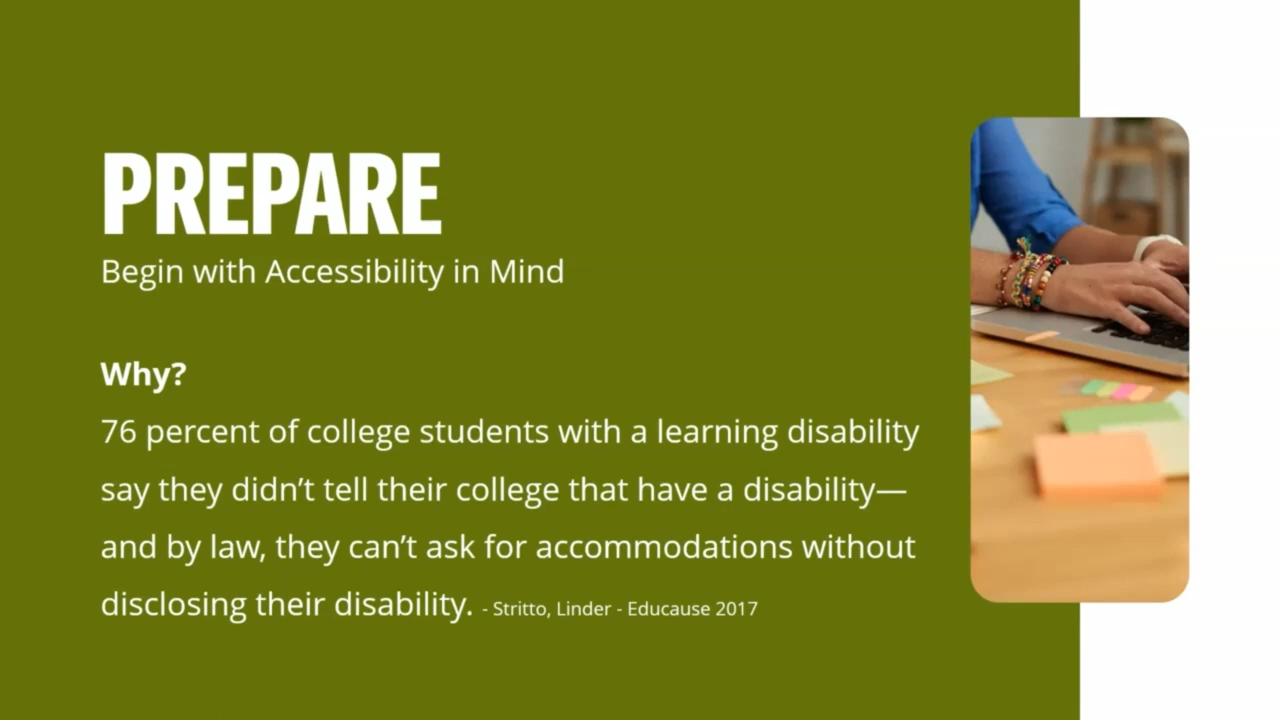 PREPARE
Begin with Accessibility in Mind
Why?
76 percent of college students with a learning disability
say they didn’t tell their college that have a disability—
and by law, they can’t ask for accommodations without
disclosing their disability. - Stritto, Linder - Educause 2017